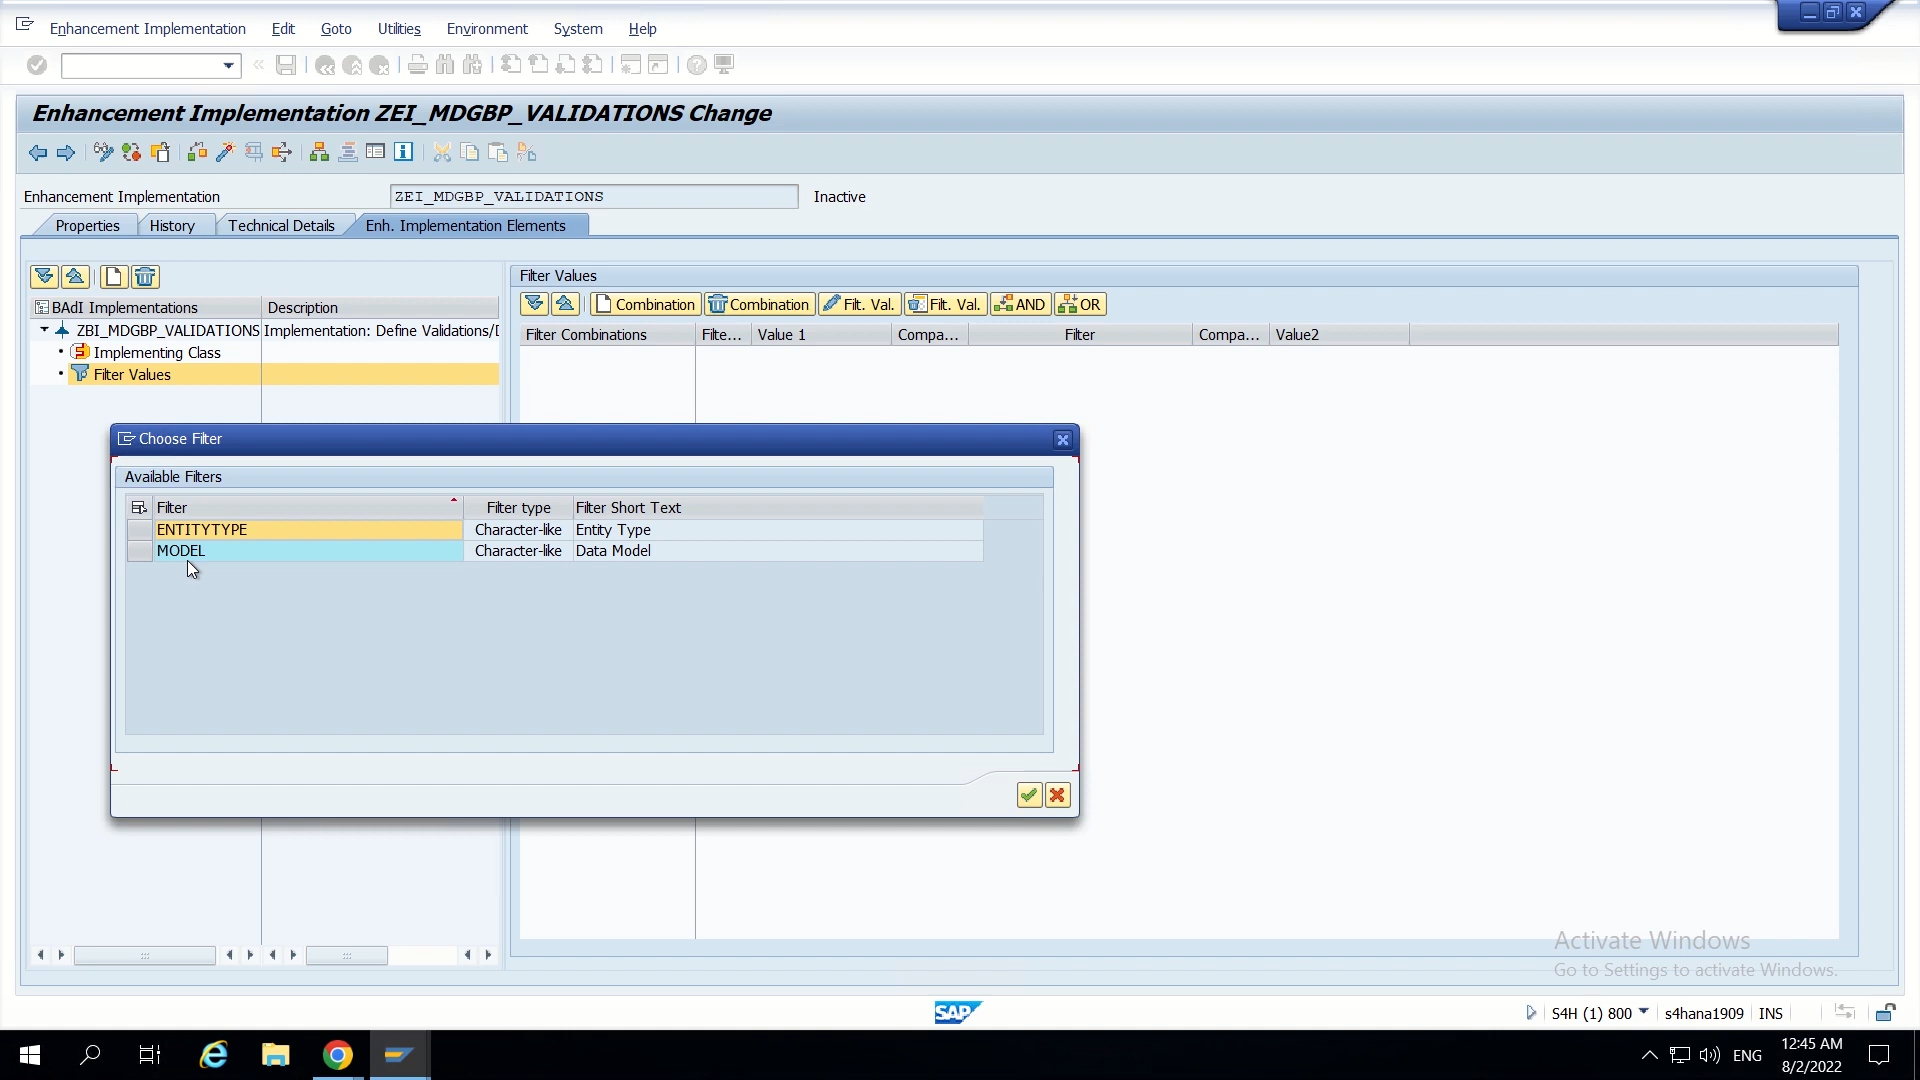 Enhancement Implementation Edit Goto Utilities Environment System Help
Enhancement Implementation ZEI_MDGBP_VALIDATIONS Change
Enhancement Implementation ZEI_MDGBP_VALIDATIONS Inactive
Properties History Technical Details Enh. Implementation Elements
Filter Values
Combination Combination Filt. Val. Filt. Val. AND OR
BAdI Implementations Description
Filter Combinations Filte... Value 1 Compa... Filter Compa... Value2
ZBI_MDGBP_VALIDATIONS Implementation: Define Validations/
Implementing Class
Filter Values
Choose Filter
Available Filters
Filter Filter type Filter Short Text
ENTITYTYPE Character-like Entity Type
MODEL Character-like Data Model
Activate Windows
Go to Settings to activate Windows.
SAP
S4H (1) 800 s4hana1909 INS
ENG
12:45 AM
8/2/2022